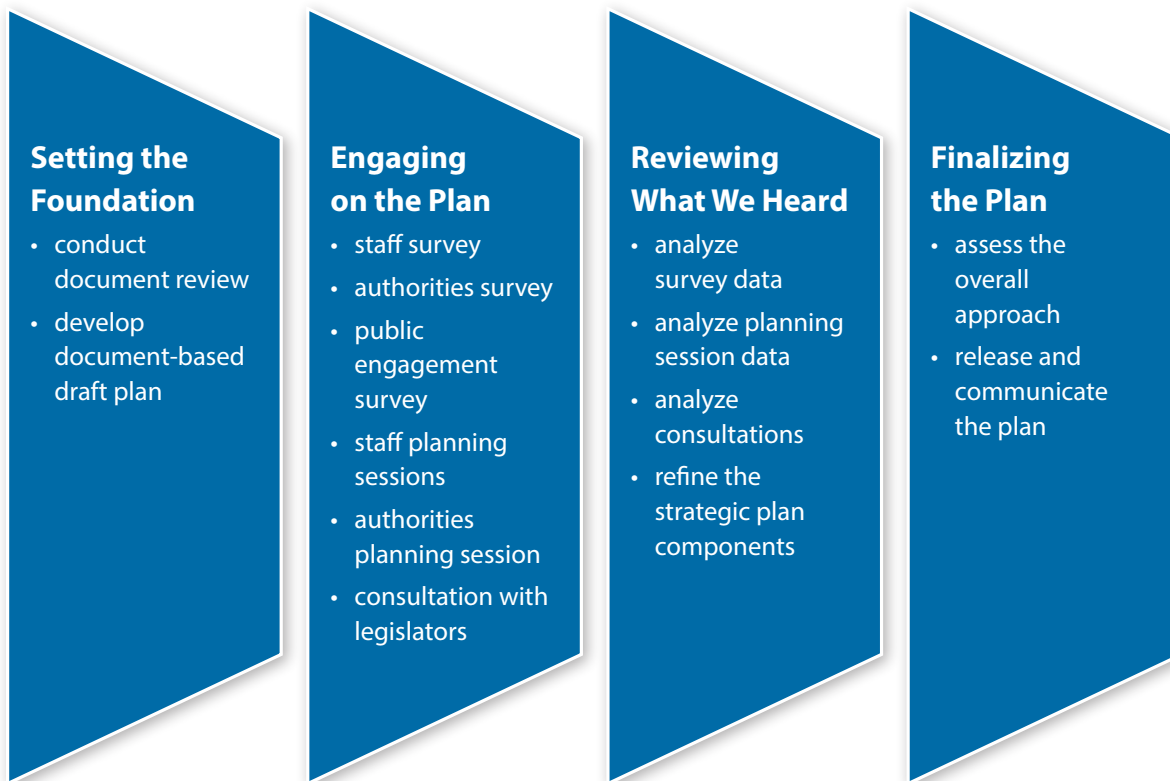 Setting the
Foundation
• conduct
document review
• develop
document-based
draft plan
Engaging
on the Plan
• staff survey
• authorities survey
• public
engagement
survey
• staff planning
sessions
• authorities
planning session
• consultation with
legislators
Reviewing
What We Heard
• analyze
survey data
• analyze planning
session data
• analyze
consultations
• refine the
strategic plan
components
Finalizing
the Plan
• assess the
overall
approach
• release and
communicate
the plan